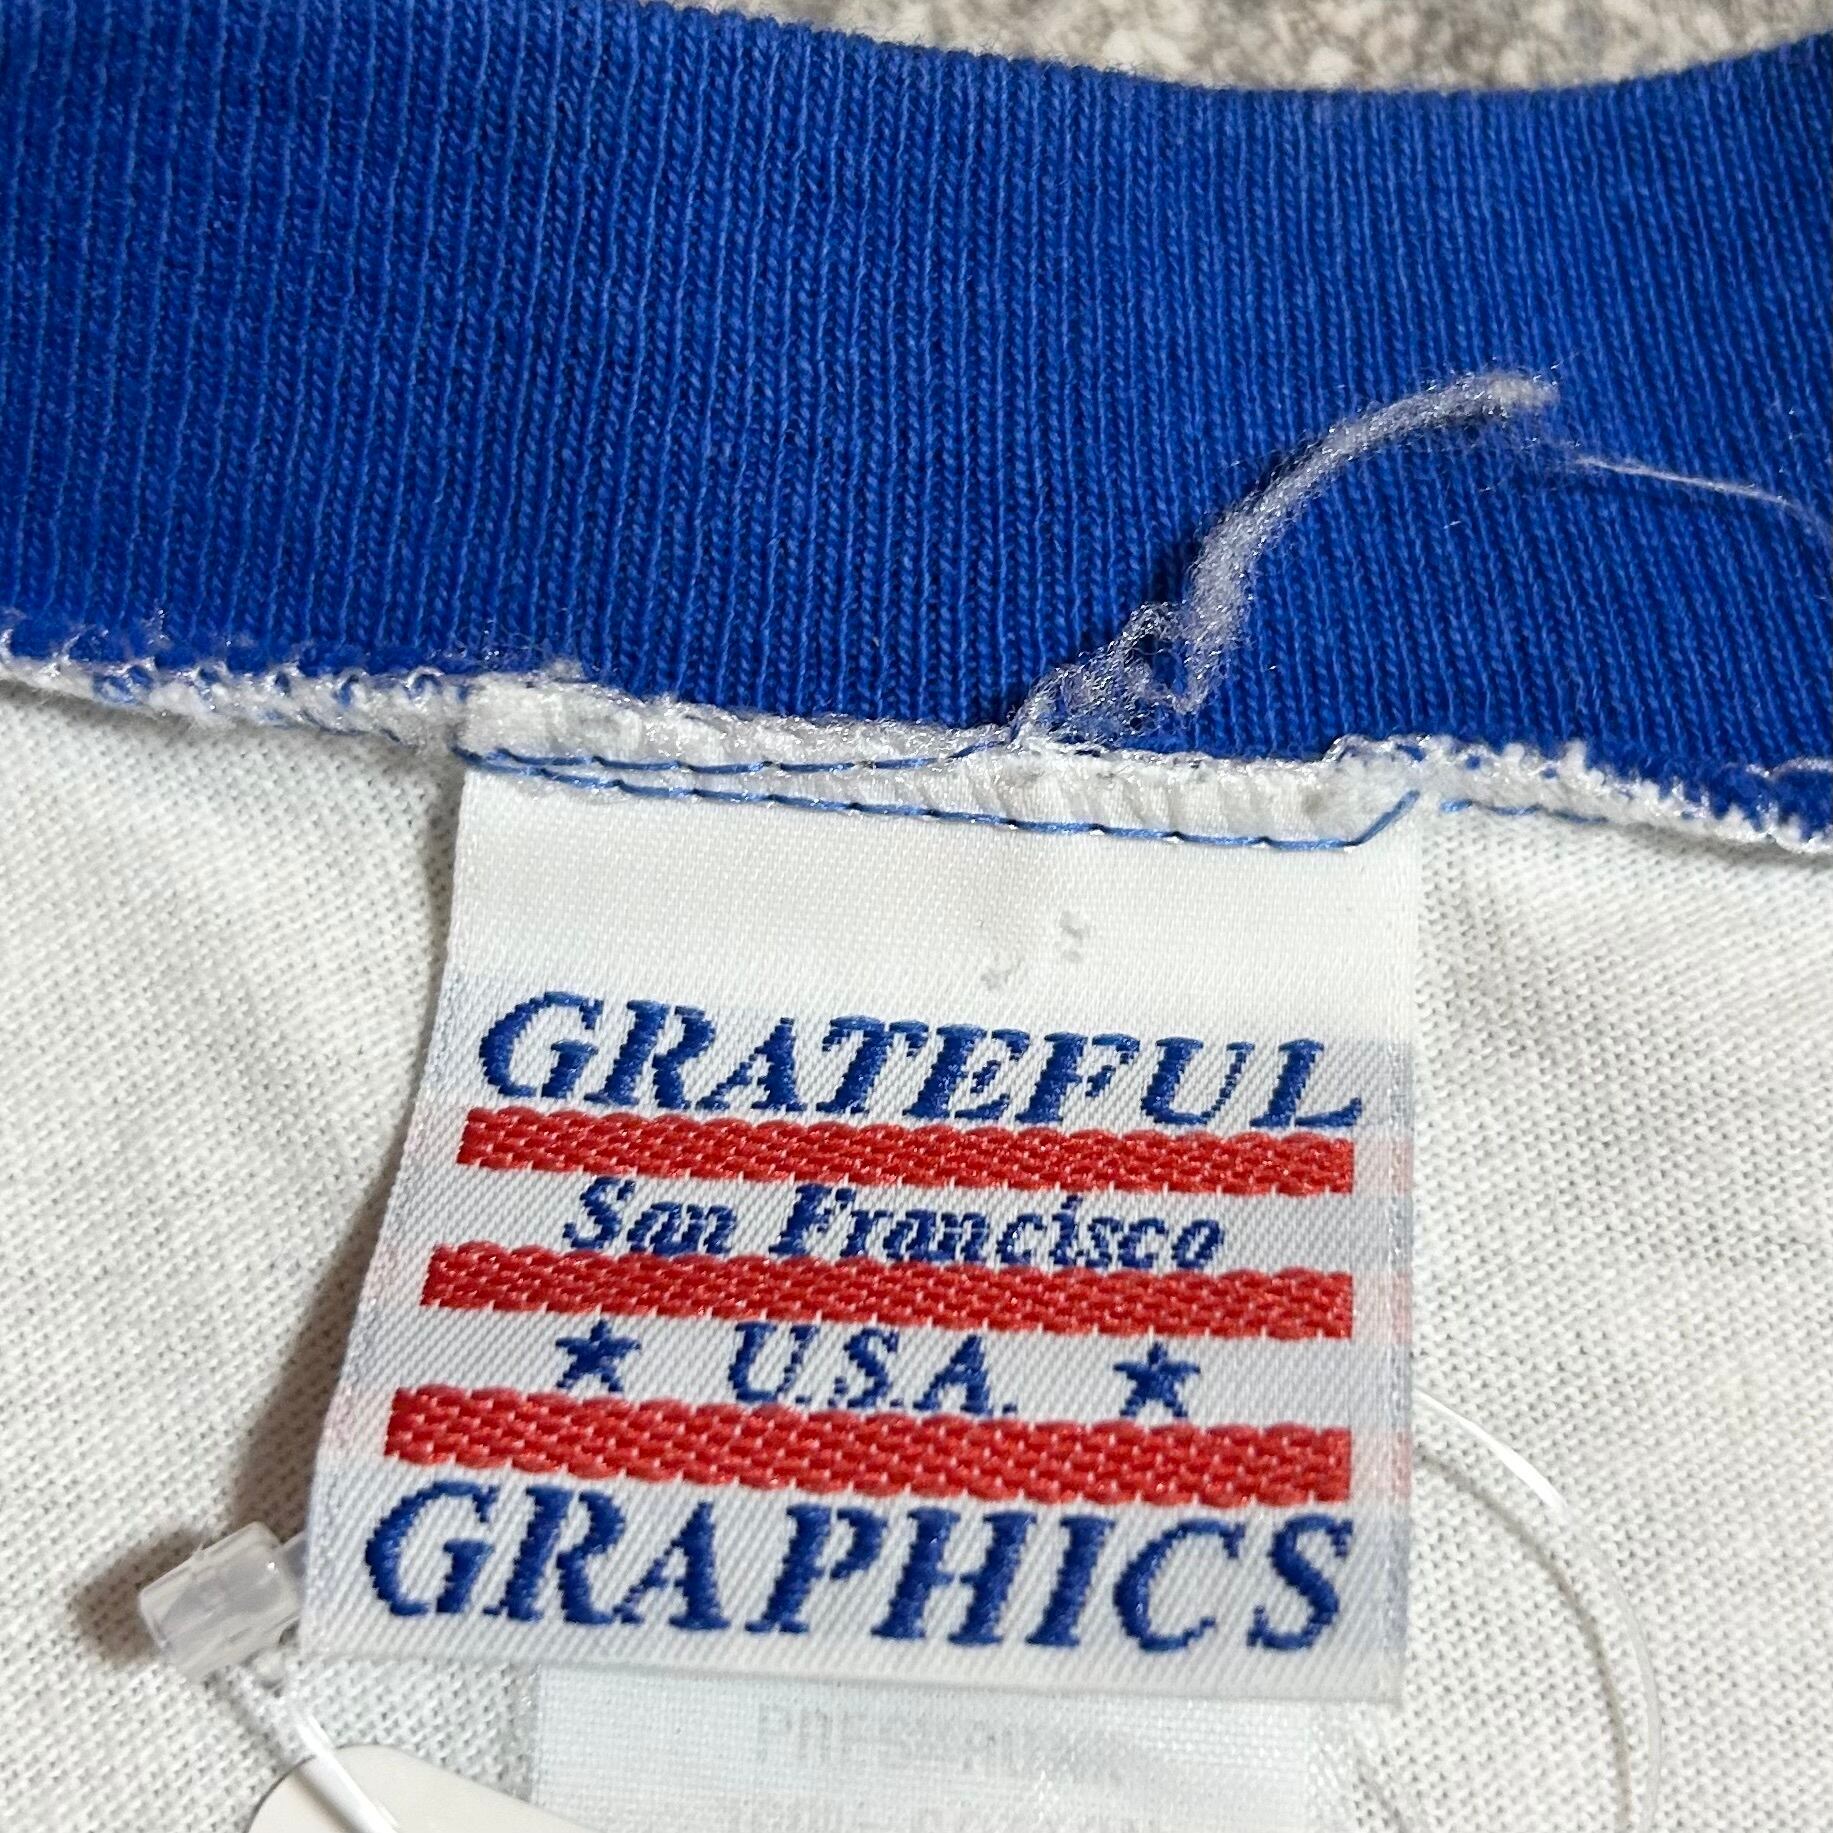 GRATEFUL
San Francisco
U.S.A.
GRAPHICS